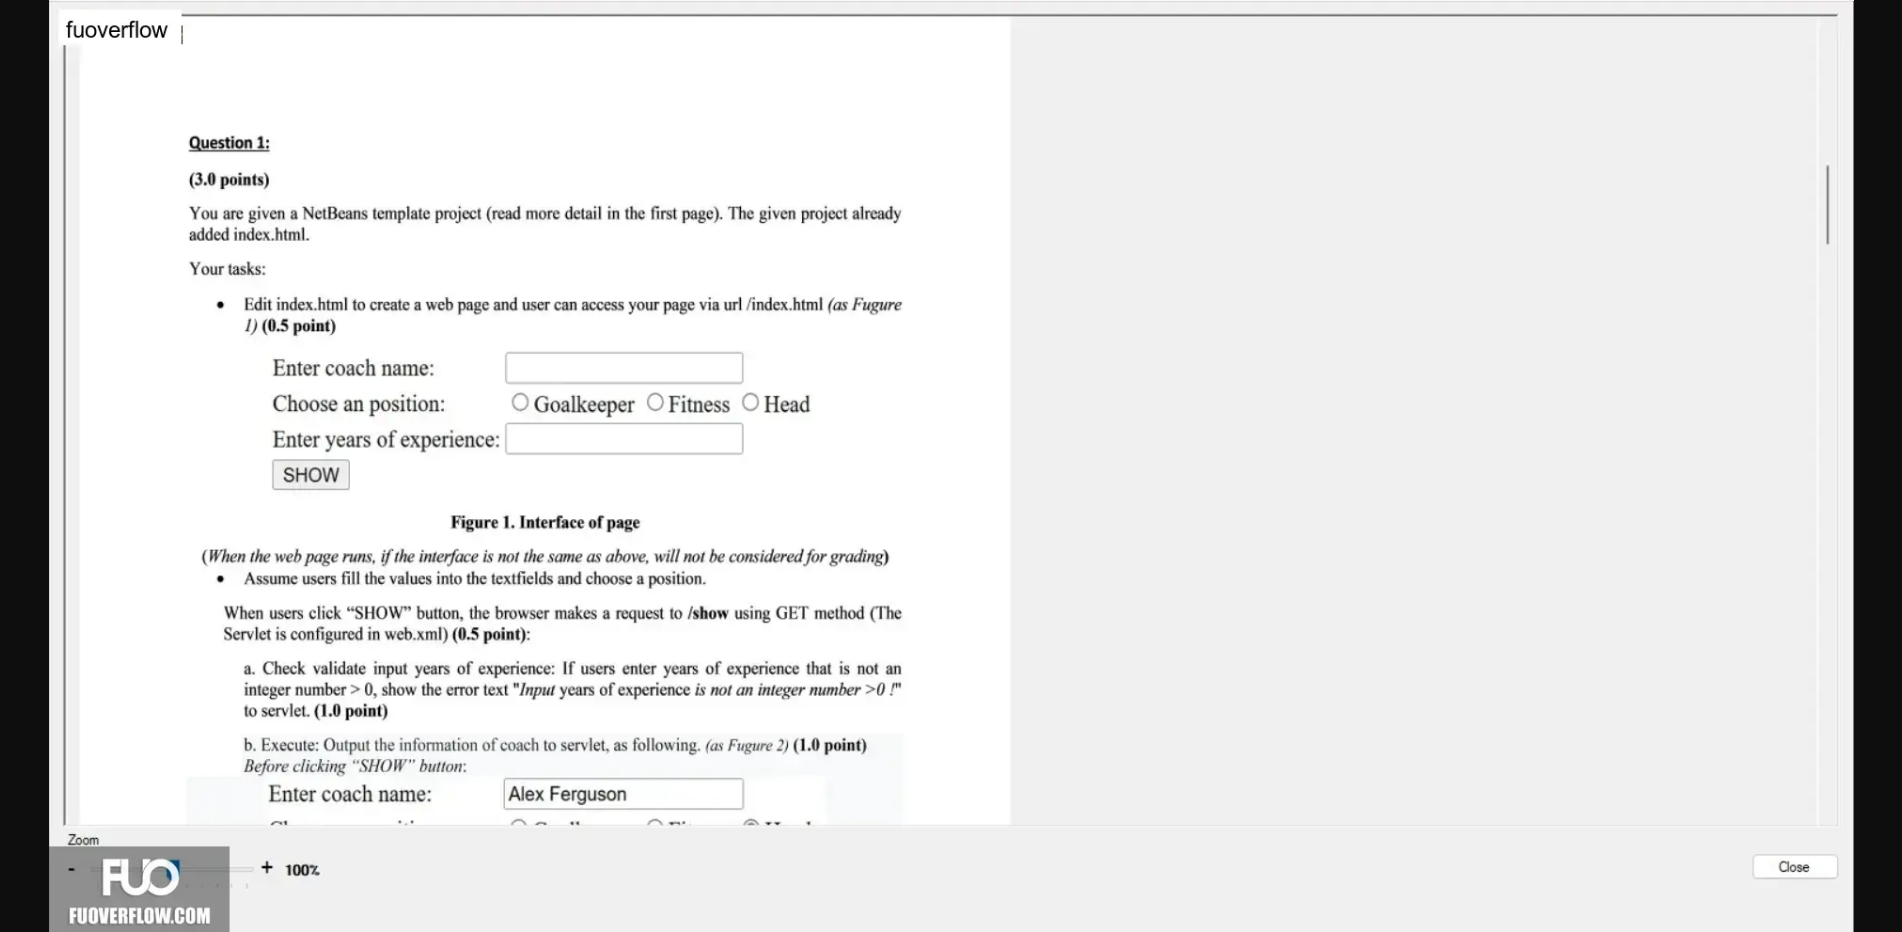 fuoverflow
Question 1:
(3.0 points)
You are given a NetBeans template project (read more detail in the first page). The given project already
added index.html.
Your tasks:
• Edit index.html to create a web page and user can access your page via url /index.html (as Fugure
1) (0.5 point)
Enter coach name:
Choose an position: Goalkeeper Fitness Head
Enter years of experience:
SHOW
Figure 1. Interface of page
(When the web page runs, if the interface is not the same as above, will not be considered for grading)
• Assume users fill the values into the textfields and choose a position.
When users click “SHOW” button, the browser makes a request to /show using GET method (The
Servlet is configured in web.xml) (0.5 point):
a. Check validate input years of experience: If users enter years of experience that is not an
integer number > 0, show the error text "Input years of experience is not an integer number >0 !"
to servlet. (1.0 point)
b. Execute: Output the information of coach to servlet, as following. (as Fugure 2) (1.0 point)
Before clicking “SHOW” button:
Enter coach name: Alex Ferguson
Zoom
- + 100%
Close
FUO
FUOVERFLOW.COM